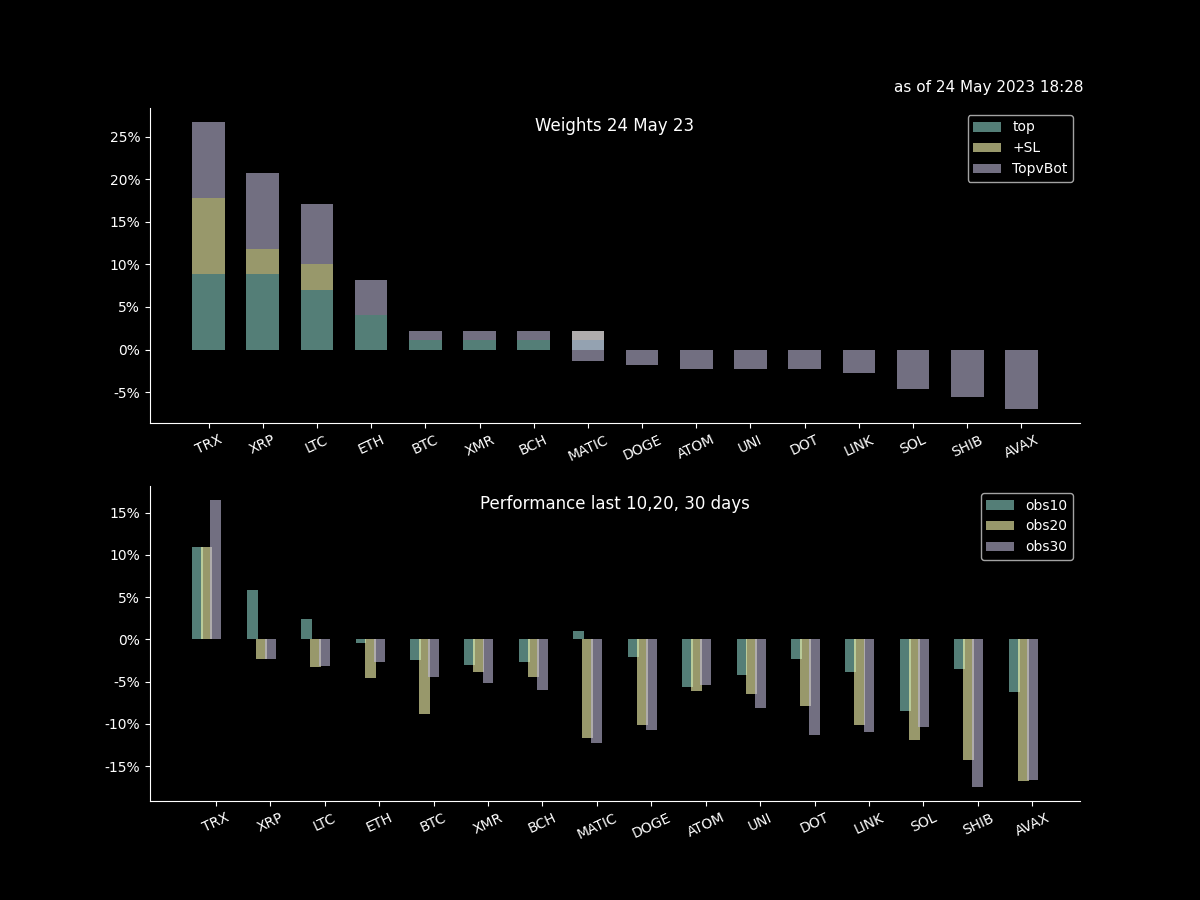 as of 24 May 2023 18:28
Weights 24 May 23
top
+SL
TopvBot
25%
20%
15%
10%
5%
0%
-5%
TRX XRP LTC ETH BTC XMR BCH MATIC DOGE ATOM UNI DOT LINK SOL SHIB AVAX
Performance last 10,20, 30 days
obs10
obs20
obs30
15%
10%
5%
0%
-5%
-10%
-15%
TRX XRP LTC ETH BTC XMR BCH MATIC DOGE ATOM UNI DOT LINK SOL SHIB AVAX